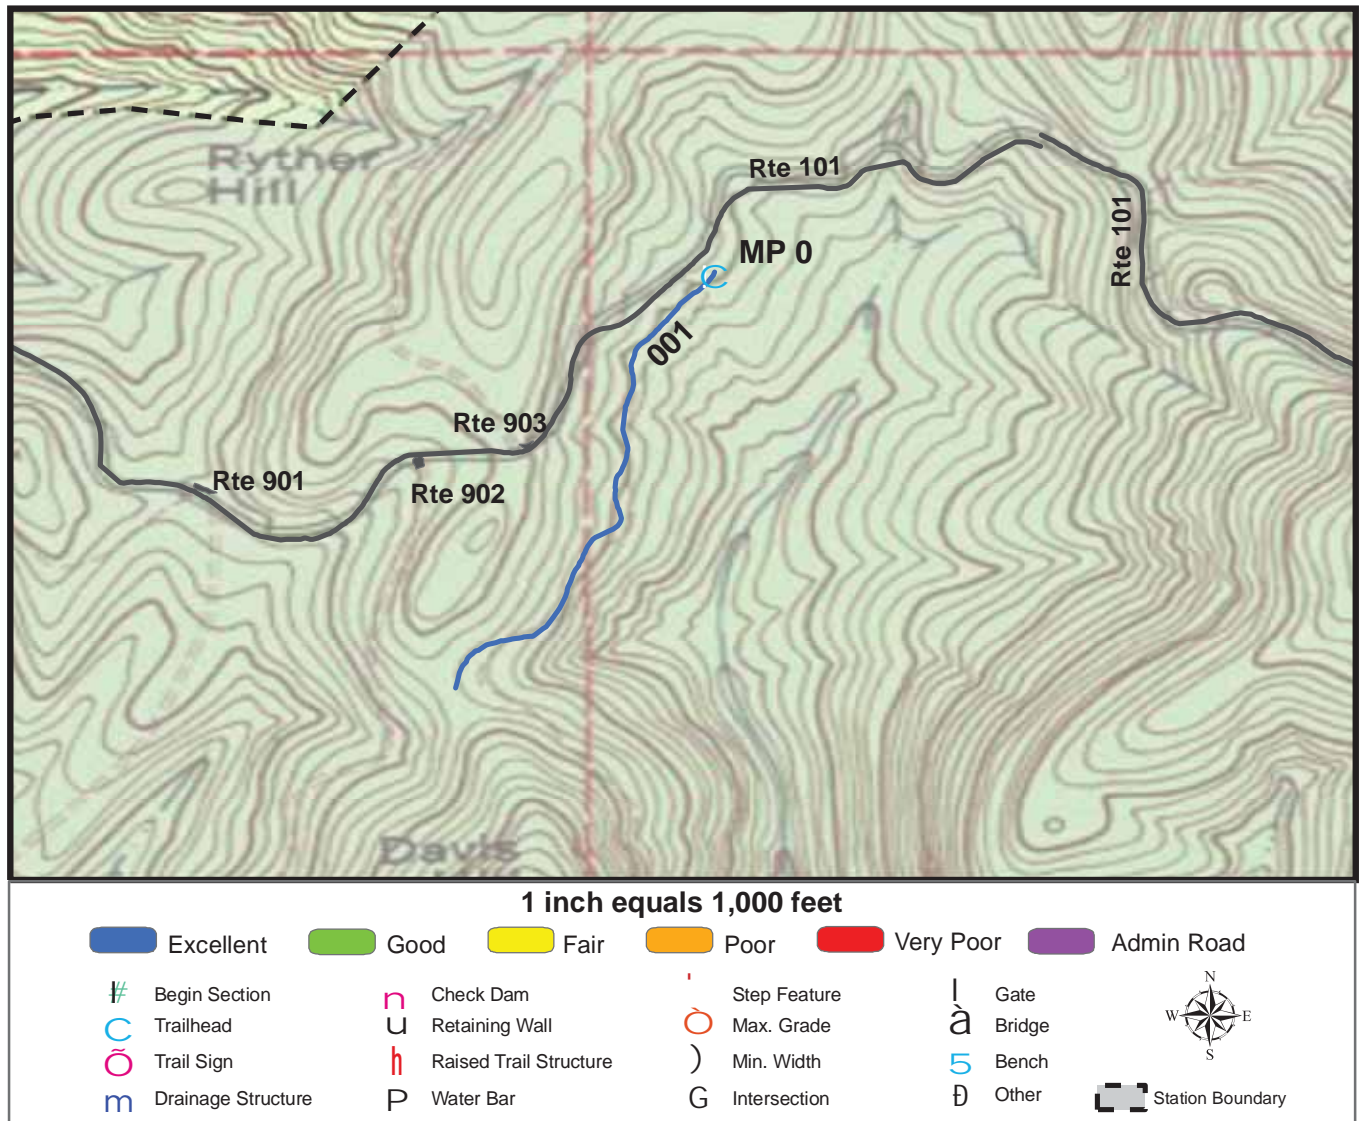 Ryther
Hill
Rte 101
Rte 101
MP 0
001
Rte 903
Rte 901
Rte 902
Davis
1 inch equals 1,000 feet
Excellent Good Fair Poor Very Poor Admin Road
Begin Section Check Dam Step Feature Gate
C Trailhead u Retaining Wall Ò Max. Grade à Bridge
Õ Trail Sign h Raised Trail Structure ) Min. Width 5 Bench
m Drainage Structure P Water Bar G Intersection Ð Other Station Boundary
N
W E
S